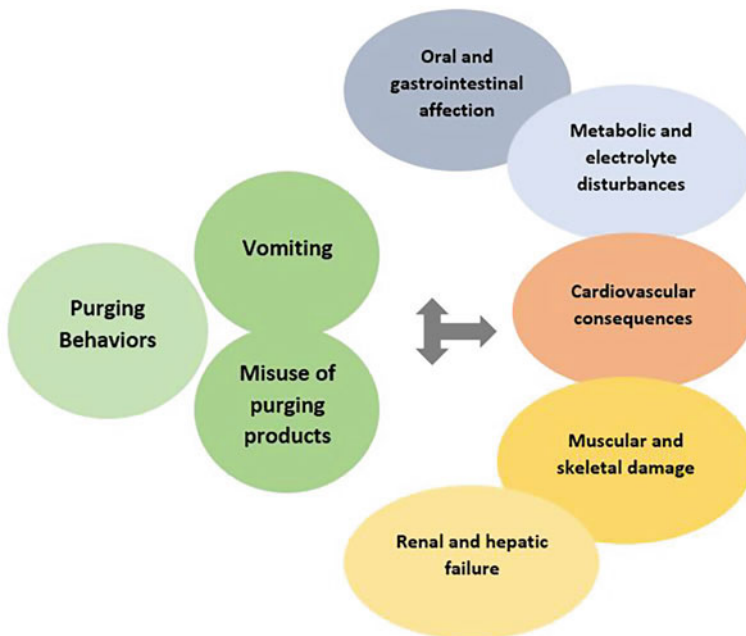 Oral and
gastrointestinal
affection
Metabolic and
electrolyte
disturbances
Vomiting
Purging
Behaviors
Cardiovascular
consequences
Misuse of
purging
products
Muscular and
skeletal damage
Renal and hepatic
failure